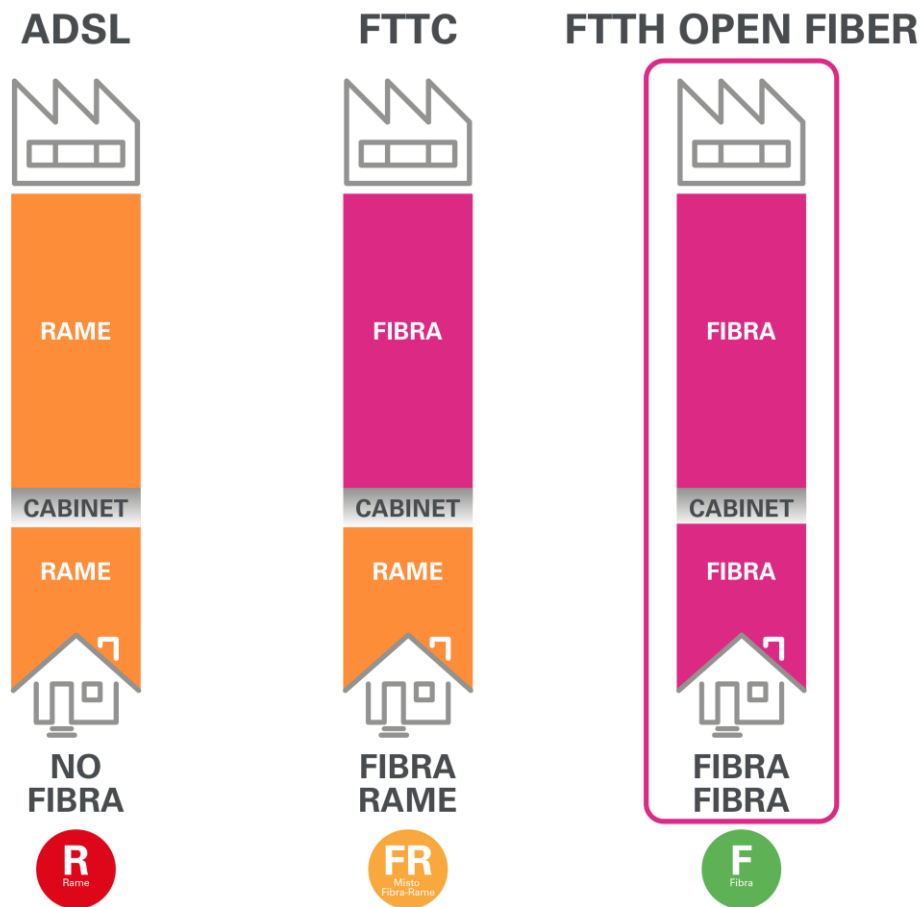 ADSL
RAME
CABINET
RAME
NO
FIBRA
R
Rame
FTTC
FIBRA
CABINET
RAME
FIBRA
RAME
FR
Misto
Fibra-Rame
FTTH OPEN FIBER
FIBRA
CABINET
FIBRA
FIBRA
FIBRA
F
Fibra